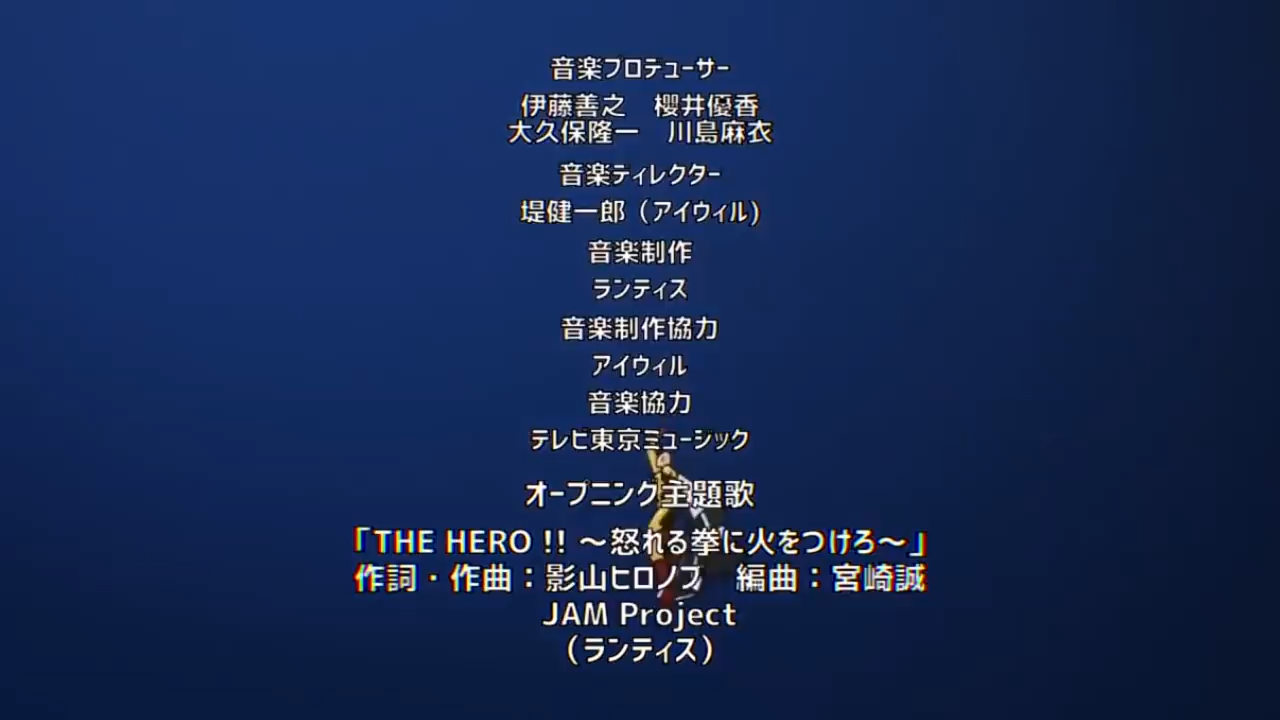 音楽プロデューサー
伊藤善之　櫻井優香
大久保隆一　川島麻衣
音楽ディレクター
堤健一郎（アイウィル）
音楽制作
ランティス
音楽制作協力
アイウィル
音楽協力
テレビ東京ミュージック
オープニング主題歌
「THE HERO !! ～怒れる拳に火をつけろ～」
作詞・作曲：影山ヒロノブ　編曲：宮崎誠
JAM Project
（ランティス）